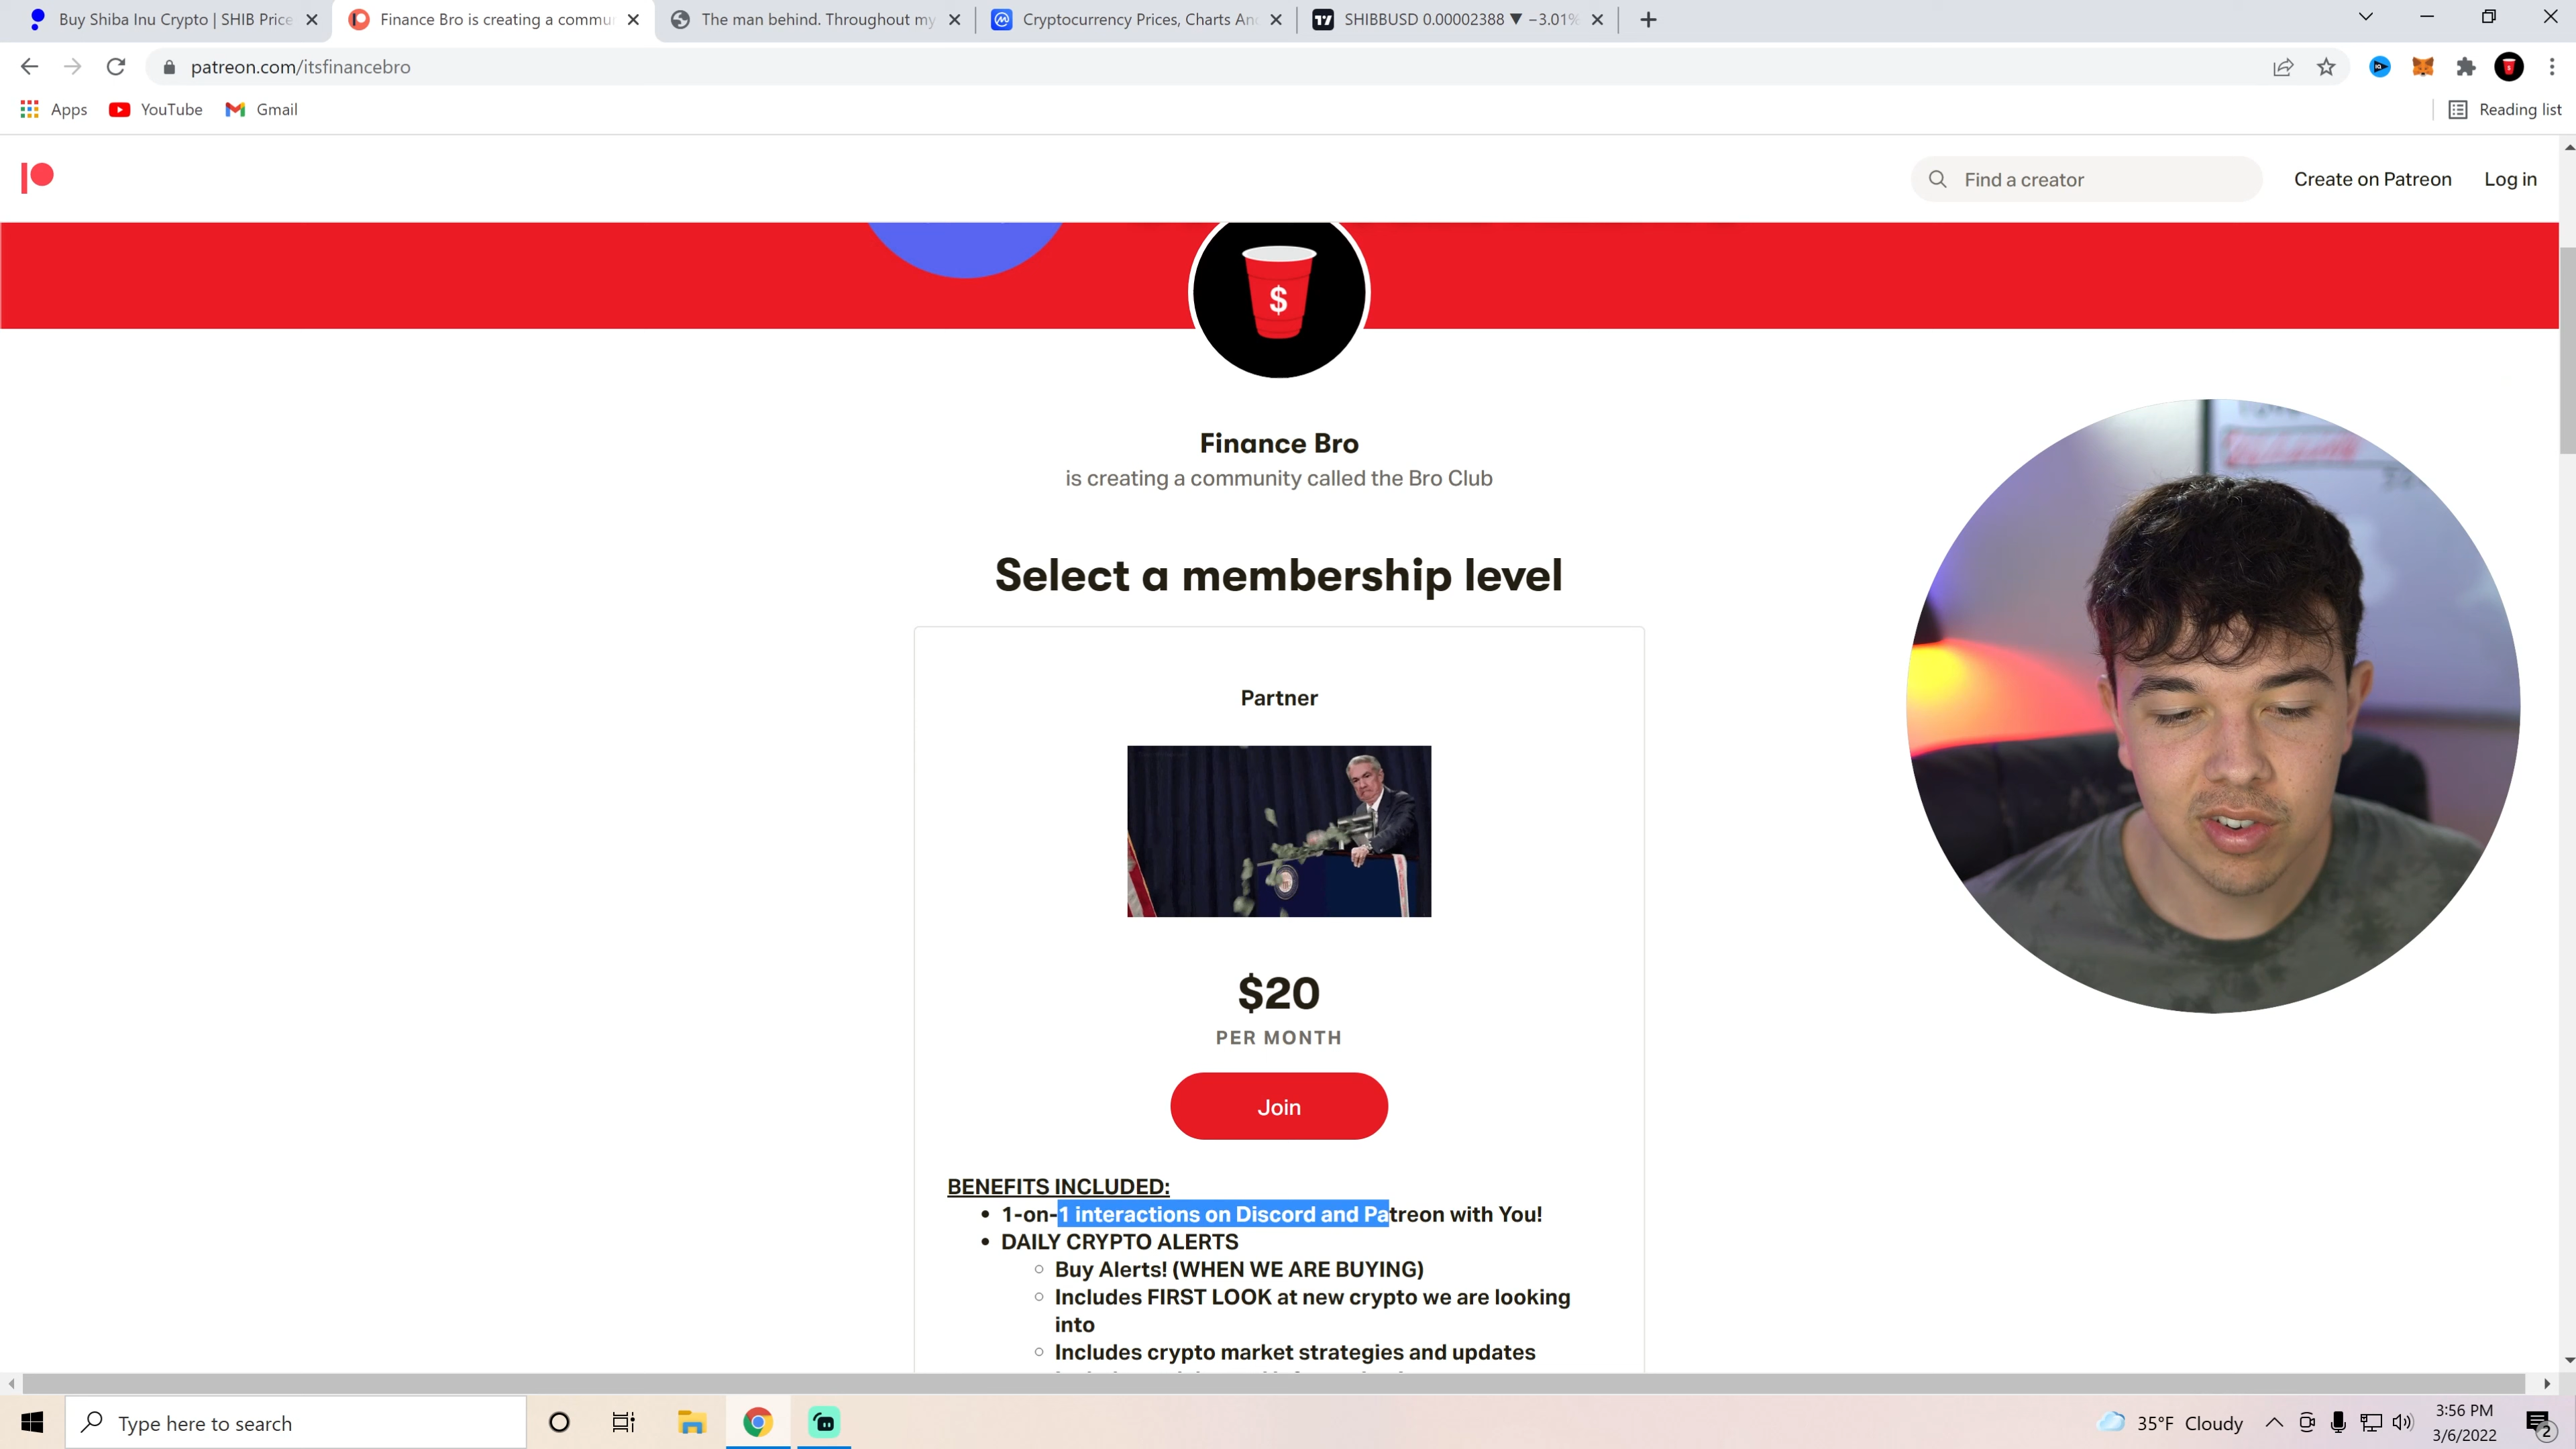 Buy Shiba Inu Crypto | SHIB Price
Finance Bro is creating a commu
The man behind. Throughout my
Cryptocurrency Prices, Charts An
SHIBBUSD 0.00002388 ▼ −3.01%
patreon.com/itsfinancebro
Apps
YouTube
Gmail
Reading list
Find a creator
Create on Patreon
Log in
$
Finance Bro
is creating a community called the Bro Club
Select a membership level
Partner
$20
PER MONTH
Join
BENEFITS INCLUDED:
• 1-on-1 interactions on Discord and Patreon with You!
• DAILY CRYPTO ALERTS
○ Buy Alerts! (WHEN WE ARE BUYING)
○ Includes FIRST LOOK at new crypto we are looking
into
○ Includes crypto market strategies and updates
Type here to search
35°F Cloudy
3:56 PM
3/6/2022
2